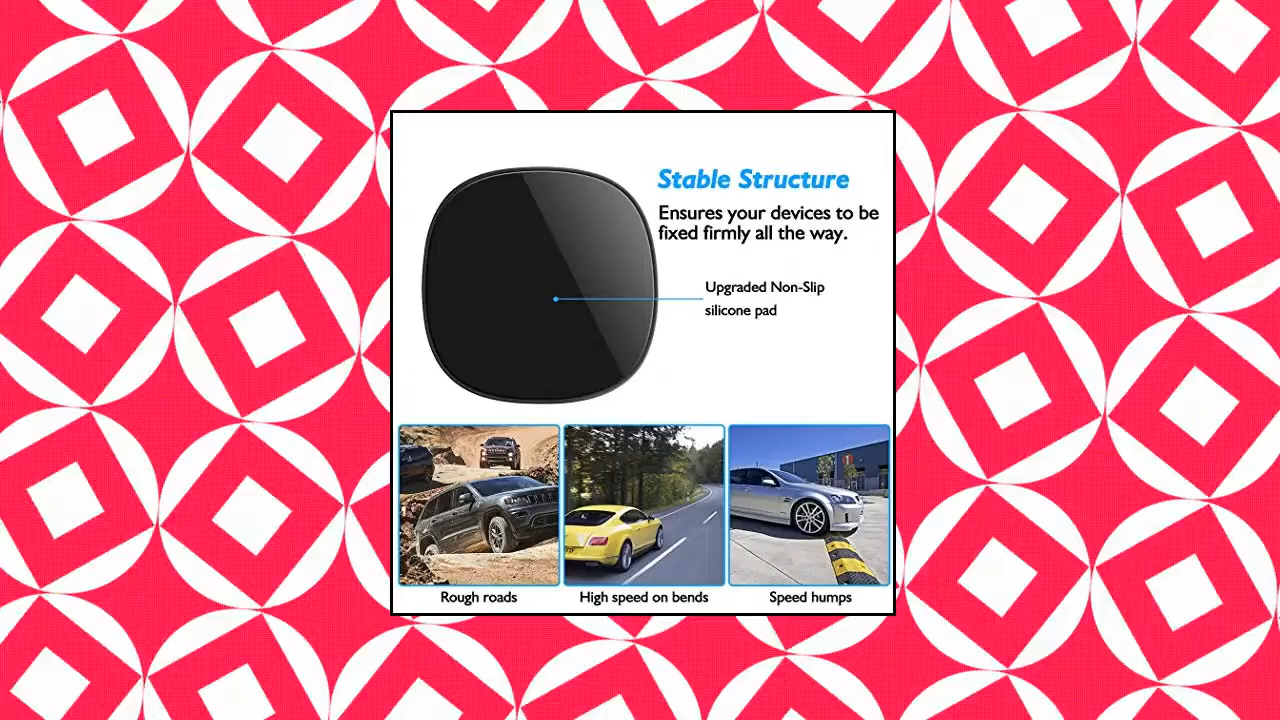 Stable Structure
Ensures your devices to be
fixed firmly all the way.
Upgraded Non-Slip
silicone pad
Rough roads
High speed on bends
Speed humps